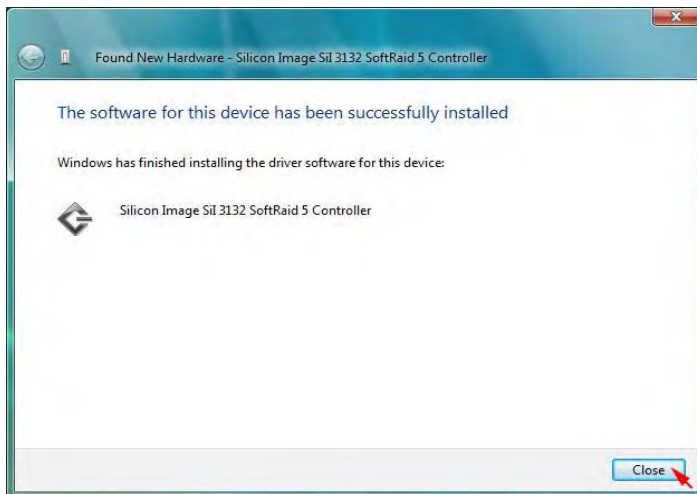 Found New Hardware - Silicon Image SiI 3132 SoftRaid 5 Controller
The software for this device has been successfully installed
Windows has finished installing the driver software for this device:
Silicon Image SiI 3132 SoftRaid 5 Controller
Close